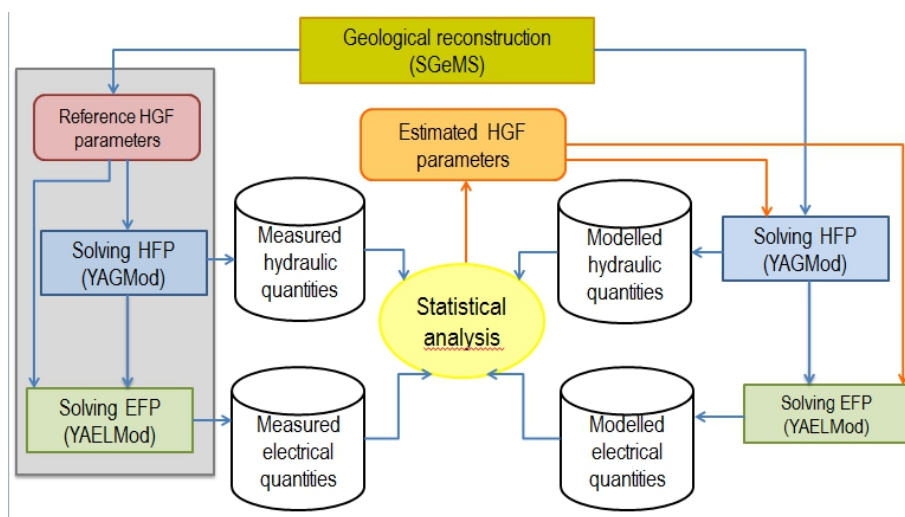 Geological reconstruction
(SGeMS)
Reference HGF
parameters
Estimated HGF
parameters
Solving HFP
(YAGMod)
Measured
hydraulic
quantities
Modelled
hydraulic
quantities
Solving HFP
(YAGMod)
Statistical
analysis
Solving EFP
(YAELMod)
Measured
electrical
quantities
Modelled
electrical
quantities
Solving EFP
(YAELMod)